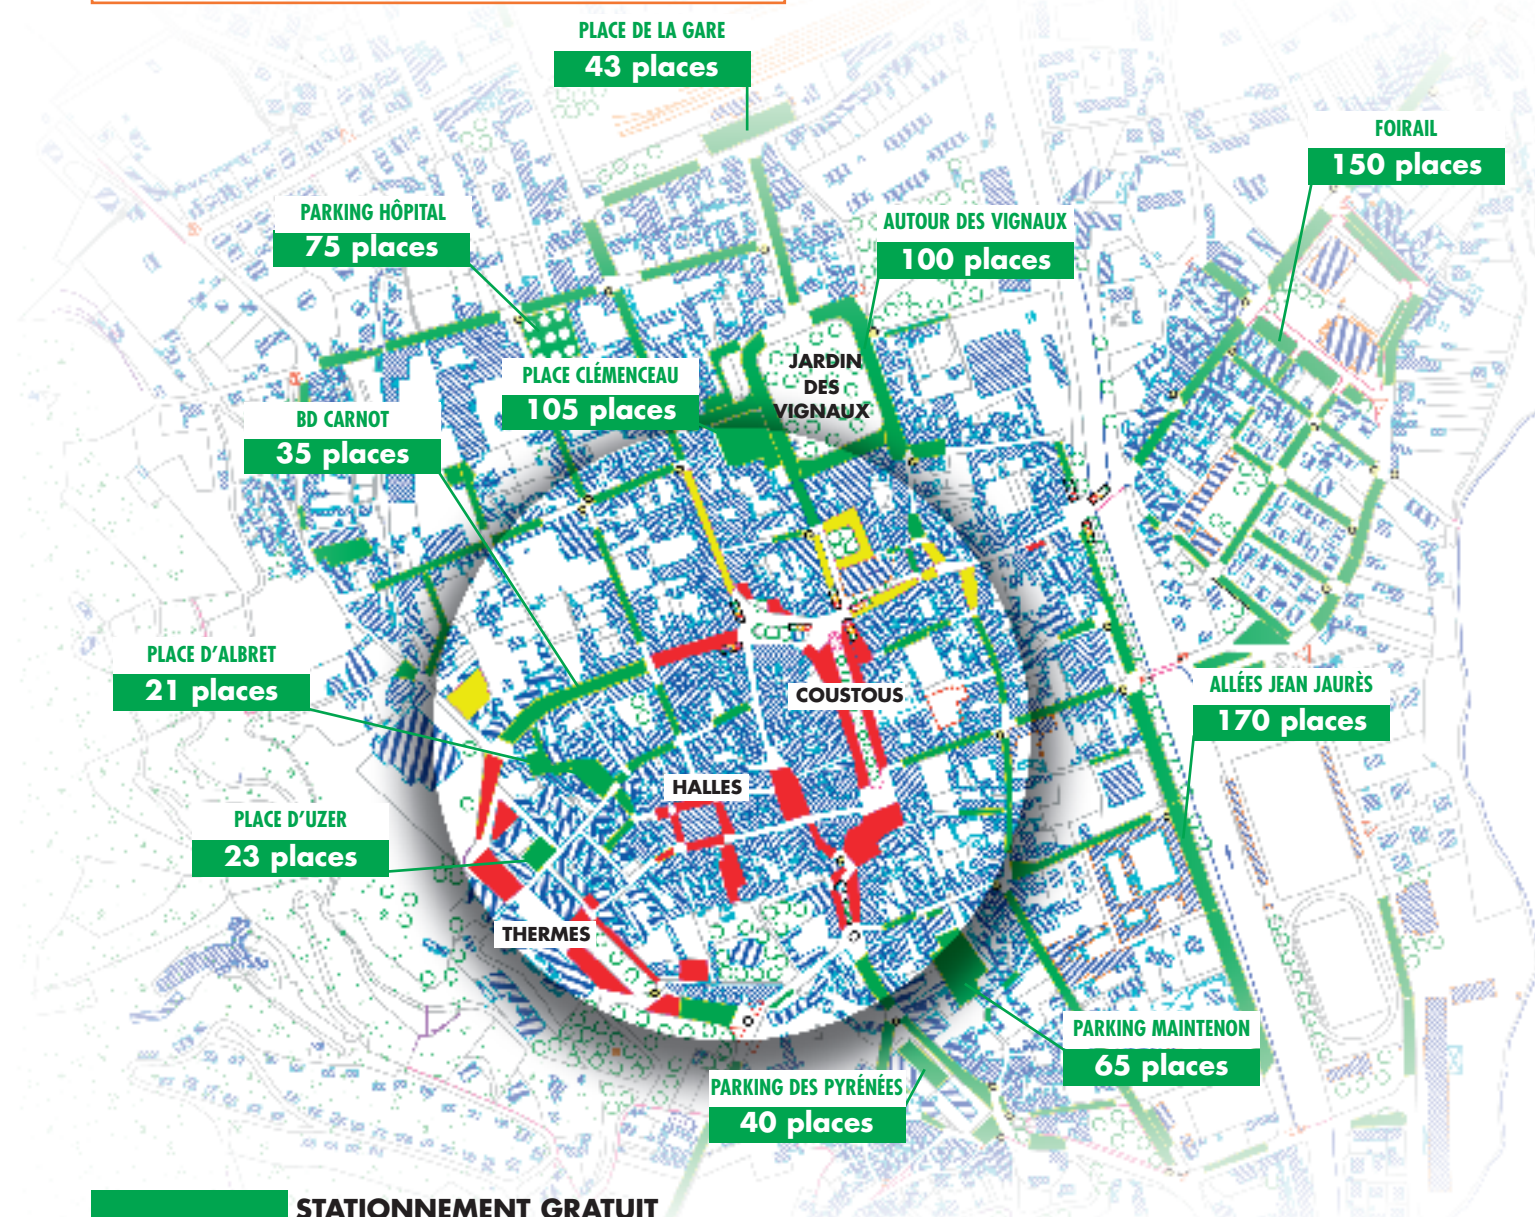 PLACE DE LA GARE
43 places
FOIRAIL
150 places
PARKING HÔPITAL
75 places
AUTOUR DES VIGNAUX
100 places
JARDIN
DES
VIGNAUX
PLACE CLÉMENCEAU
105 places
BD CARNOT
35 places
PLACE D'ALBRET
21 places
COUSTOUS
ALLÉES JEAN JAURÈS
170 places
HALLES
PLACE D'UZER
23 places
THERMES
PARKING MAINTENON
65 places
PARKING DES PYRÉNÉES
40 places
STATIONNEMENT GRATUIT